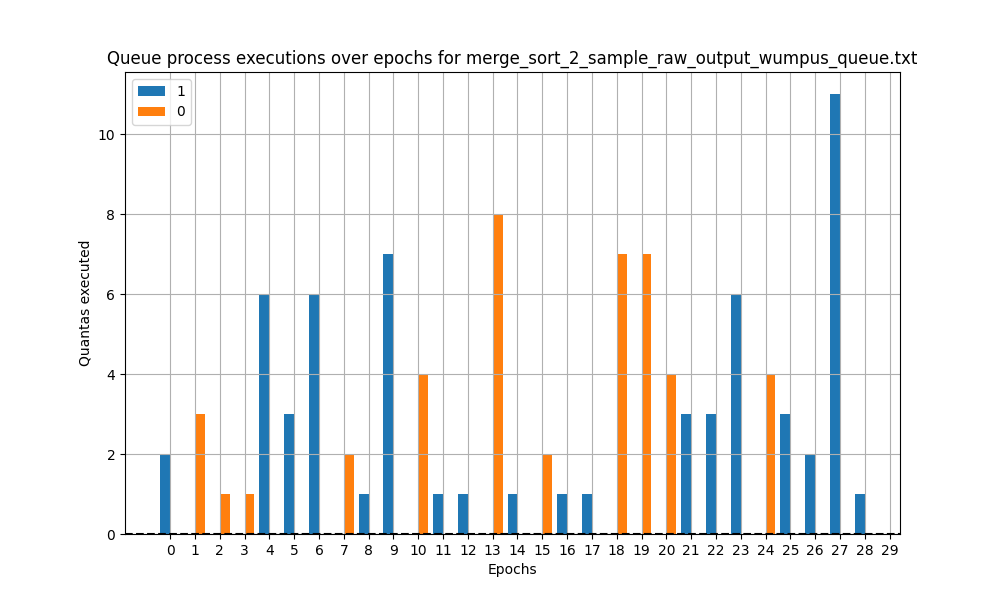 Queue process executions over epochs for merge_sort_2_sample_raw_output_wumpus_queue.txt
1
0
10
8
6
4
2
0
Quantas executed
0 1 2 3 4 5 6 7 8 9 10 11 12 13 14 15 16 17 18 19 20 21 22 23 24 25 26 27 28 29
Epochs